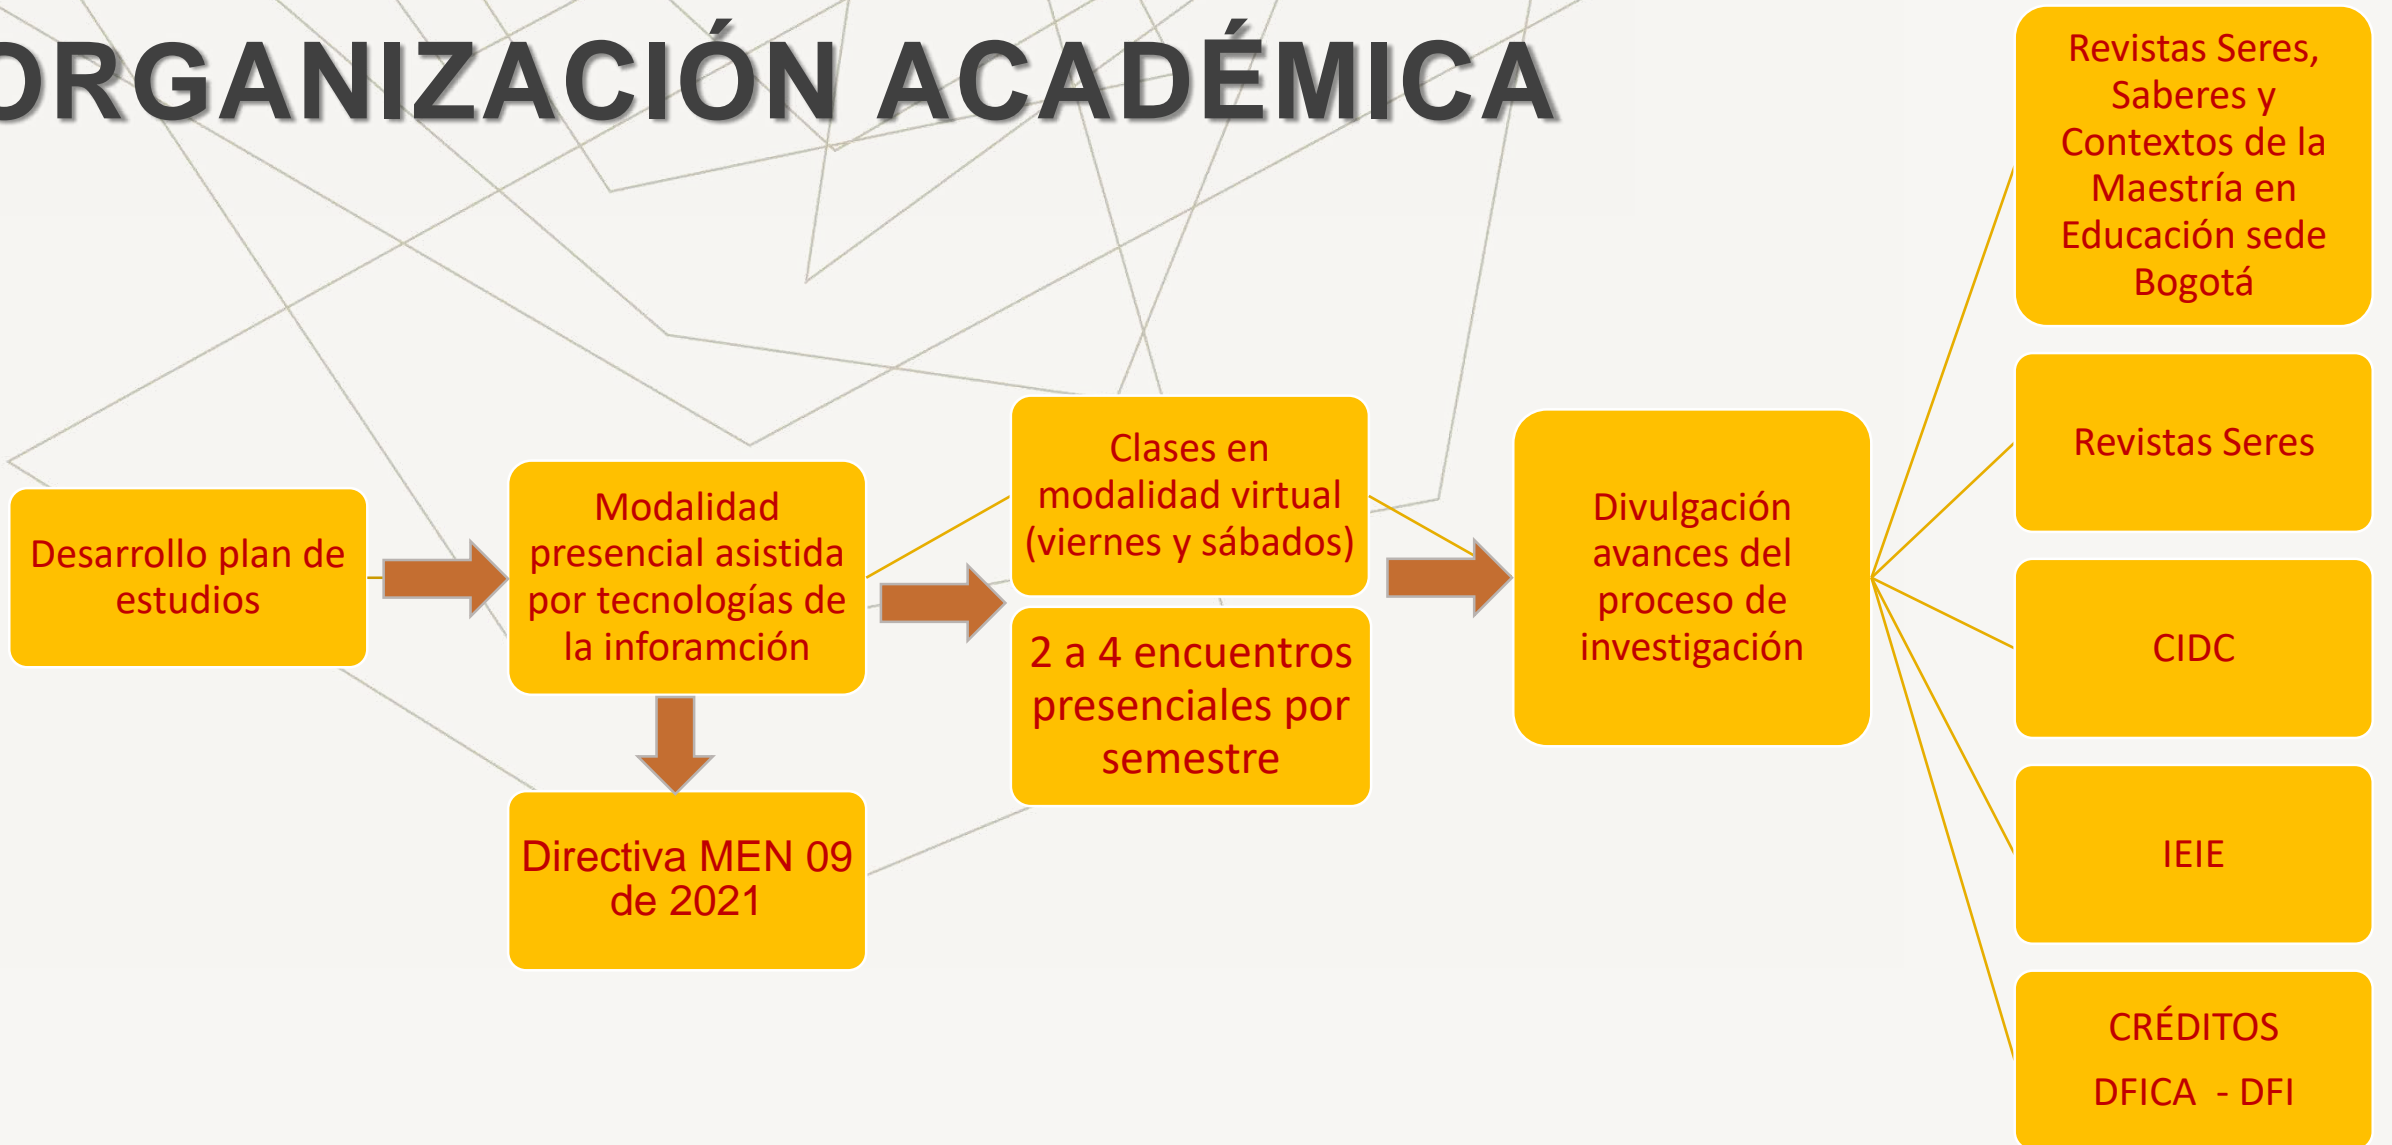 ORGANIZACIÓN ACADÉMICA
Desarrollo plan de
estudios
Modalidad
presencial asistida
por tecnologías de
la inforamción
Directiva MEN 09
de 2021
Clases en
modalidad virtual
(viernes y sábados)
2 a 4 encuentros
presenciales por
semestre
Divulgación
avances del
proceso de
investigación
Revistas Seres,
Saberes y
Contextos de la
Maestría en
Educación sede
Bogotá
Revistas Seres
CIDC
IEIE
CRÉDITOS
DFICA - DFI